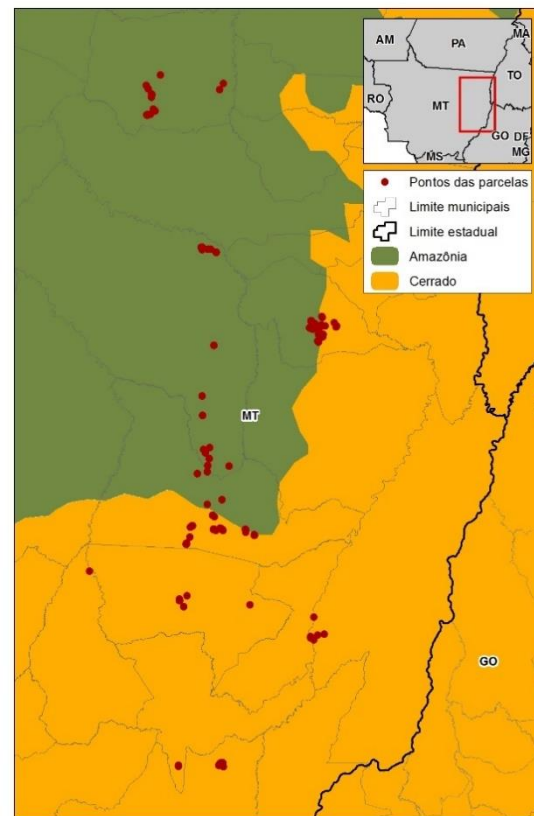 AM
PA
MA
TO
RO
MT
GO
DF
MG
MS
Pontos das parcelas
Limite municipais
Limite estadual
Amazônia
Cerrado
MT
GO